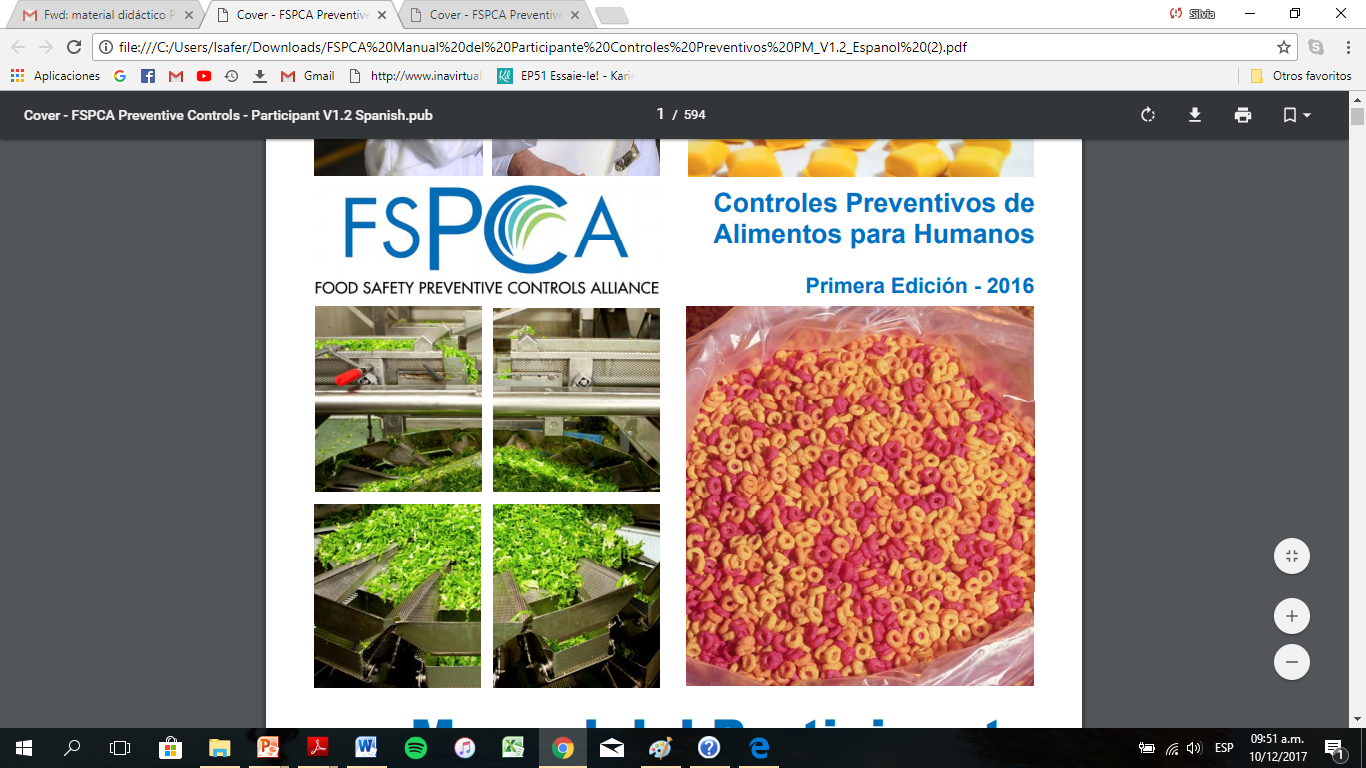 Fwd: material didáctico P
Cover - FSPCA Preventive
Cover - FSPCA Preventive
Silvia
file:///C:/Users/Isafer/Downloads/FSPCA%20Manual%20del%20Participante%20Controles%20Preventivos%20PM_V1.2_Espanol%20(2).pdf
Aplicaciones
Gmail
http://www.inavirtual.
EP51 Essaie-le! - Karin
Otros favoritos
Cover - FSPCA Preventive Controls - Participant V1.2 Spanish.pub
1 / 594
FSPCA
FOOD SAFETY PREVENTIVE CONTROLS ALLIANCE
Controles Preventivos de
Alimentos para Humanos
Primera Edición - 2016
ESP
09:51 a.m.
10/12/2017